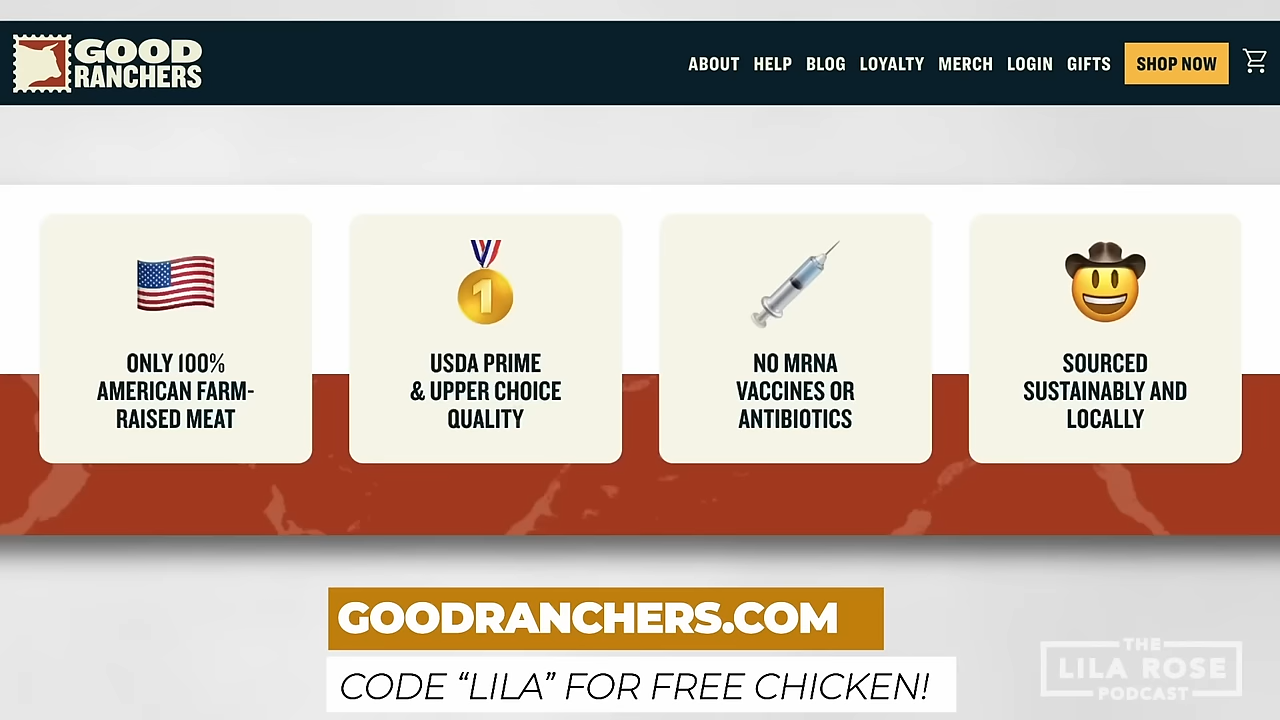 GOOD
RANCHERS
ABOUT HELP BLOG LOYALTY MERCH LOGIN GIFTS SHOP NOW
1
ONLY 100%
AMERICAN FARM-
RAISED MEAT
USDA PRIME
& UPPER CHOICE
QUALITY
NO MRNA
VACCINES OR
ANTIBIOTICS
SOURCED
SUSTAINABLY AND
LOCALLY
GOODRANCHERS.COM
CODE “LILA” FOR FREE CHICKEN!
THE
LILA ROSE
PODCAST